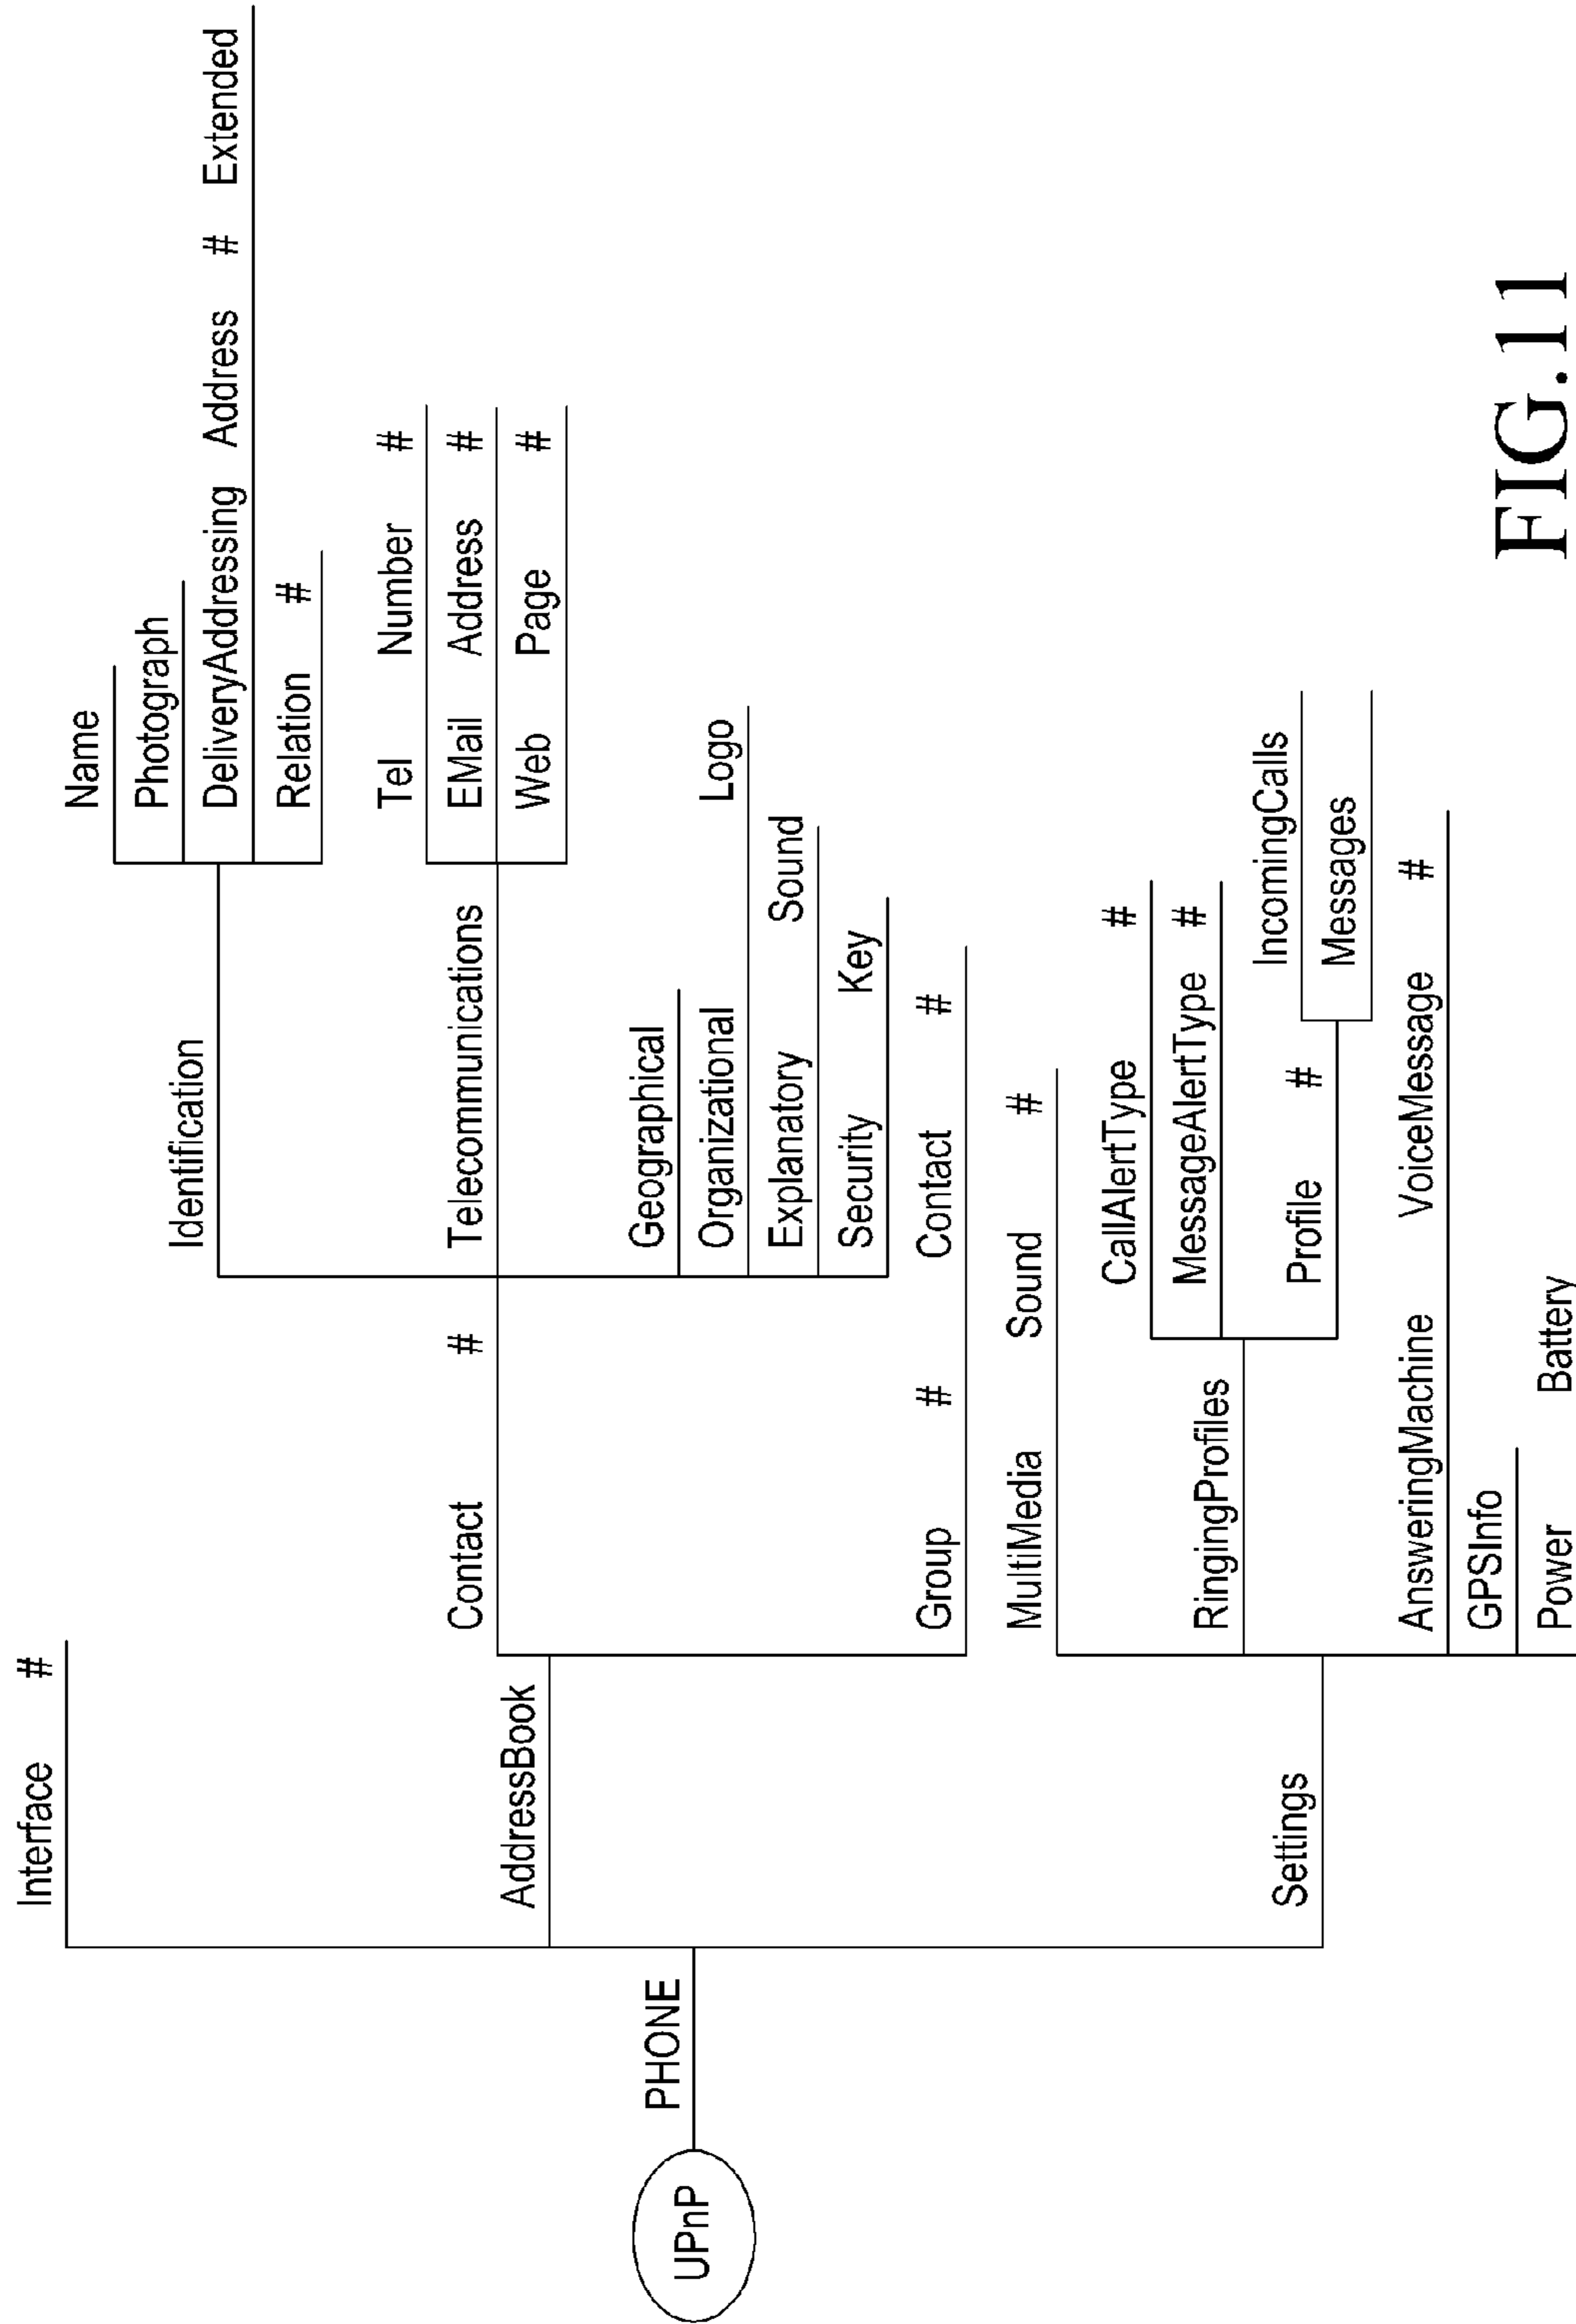 Interface #
Name
Photograph
DeliveryAddressing Address # Extended
Identification
Relation #
Tel Number #
Contact # Telecommunications EMail Address #
AddressBook
Web Page #
PHONE
Geographical
UPnP
Organizational Logo
Explanatory Sound
Security Key
Group # Contact #
MultiMedia Sound #
CallAlertType #
RingingProfiles MessageAlertType #
IncomingCalls
Settings
Profile #
Messages
AnsweringMachine VoiceMessage #
GPSInfo
Power Battery
FIG.11